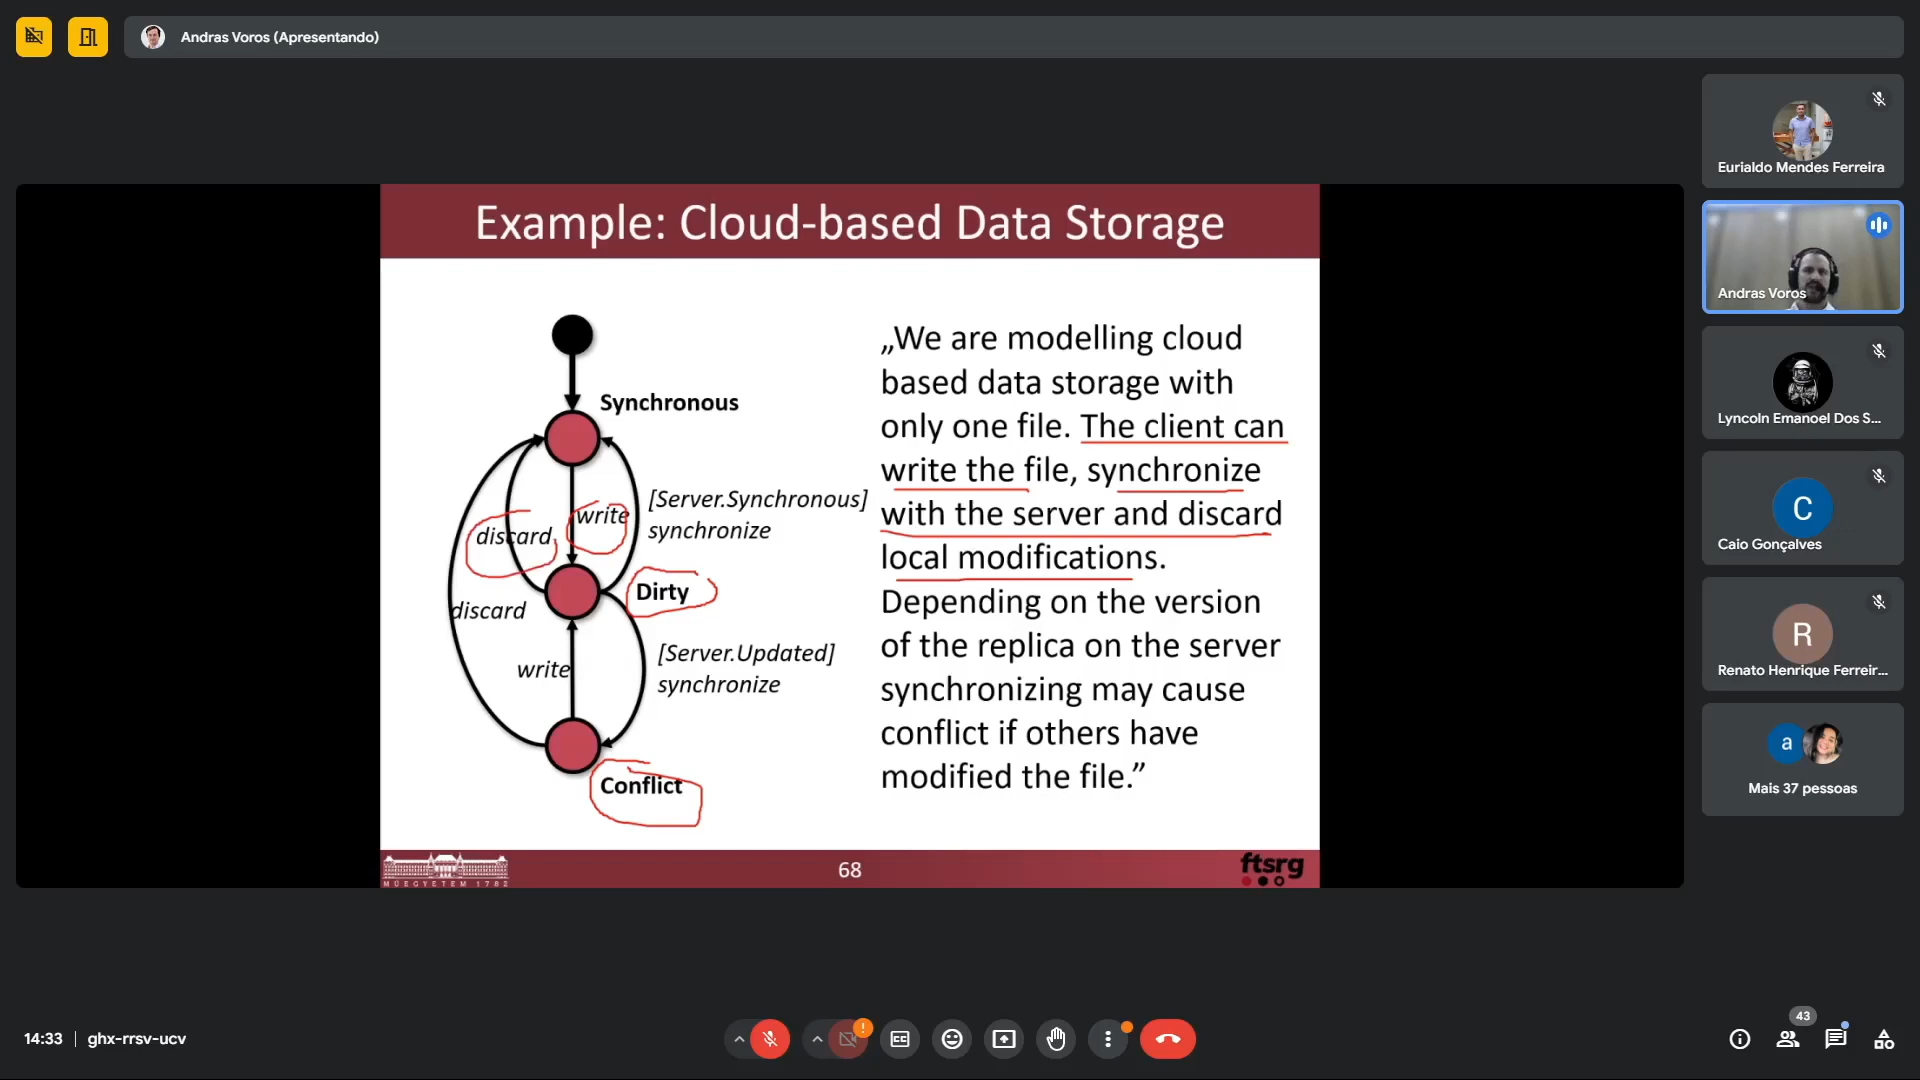 Andras Voros (Apresentando)
Eurialdo Mendes Ferreira
Andras Voros
Lyncoln Emanoel Dos S...
C
Caio Gonçalves
R
Renato Henrique Ferreir...
a
Mais 37 pessoas
Example: Cloud-based Data Storage
Synchronous
[Server.Synchronous]
synchronize
write
discard
Dirty
discard
[Server.Updated]
synchronize
write
Conflict
„We are modelling cloud
based data storage with
only one file. The client can
write the file, synchronize
with the server and discard
local modifications.
Depending on the version
of the replica on the server
synchronizing may cause
conflict if others have
modified the file.”
MŰEGYETEM 1782
68
ftsrg
14:33 | ghx-rrsv-ucv
!
43